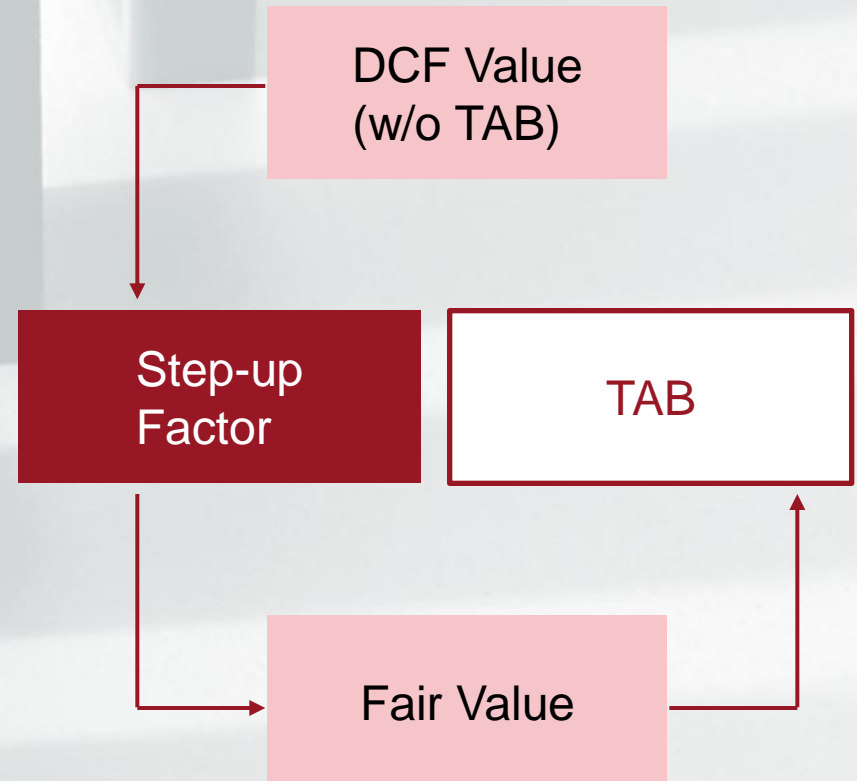 DCF Value
(w/o TAB)
Step-up
Factor
TAB
Fair Value